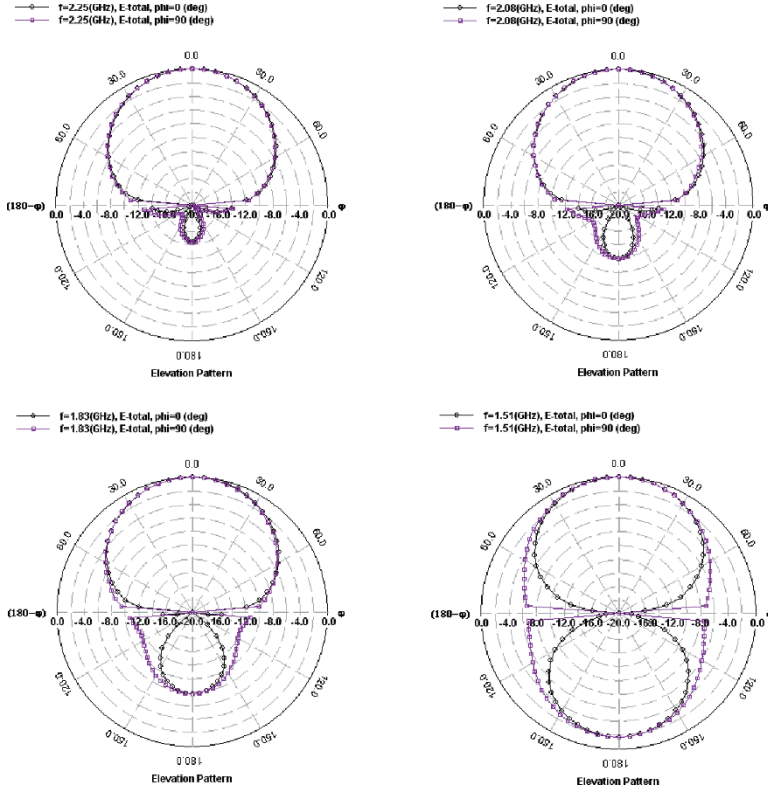 f=2.25(GHz), E-total, phi=0 (deg)
f=2.25(GHz), E-total, phi=90 (deg)
0.0
30.0 30.0
60.0 60.0
(180-φ) φ
0.0 -4.0 -8.0 -12.0 -16.0 -20.0 -16.0 -12.0 -8.0 -4.0 0.0
120.0 120.0
150.0 150.0
180.0
Elevation Pattern
f=2.08(GHz), E-total, phi=0 (deg)
f=2.08(GHz), E-total, phi=90 (deg)
0.0
30.0 30.0
60.0 60.0
(180-φ) φ
0.0 -4.0 -8.0 -12.0 -16.0 -20.0 -16.0 -12.0 -8.0 -4.0 0.0
120.0 120.0
150.0 150.0
180.0
Elevation Pattern
f=1.83(GHz), E-total, phi=0 (deg)
f=1.83(GHz), E-total, phi=90 (deg)
0.0
30.0 30.0
60.0 60.0
(180-φ) φ
0.0 -4.0 -8.0 -12.0 -16.0 -20.0 -16.0 -12.0 -8.0 -4.0 0.0
120.0 120.0
150.0 150.0
180.0
Elevation Pattern
f=1.51(GHz), E-total, phi=0 (deg)
f=1.51(GHz), E-total, phi=90 (deg)
0.0
30.0 30.0
60.0 60.0
(180-φ) φ
0.0 -4.0 -8.0 -12.0 -16.0 -20.0 -16.0 -12.0 -8.0 -4.0 0.0
120.0 120.0
150.0 150.0
180.0
Elevation Pattern